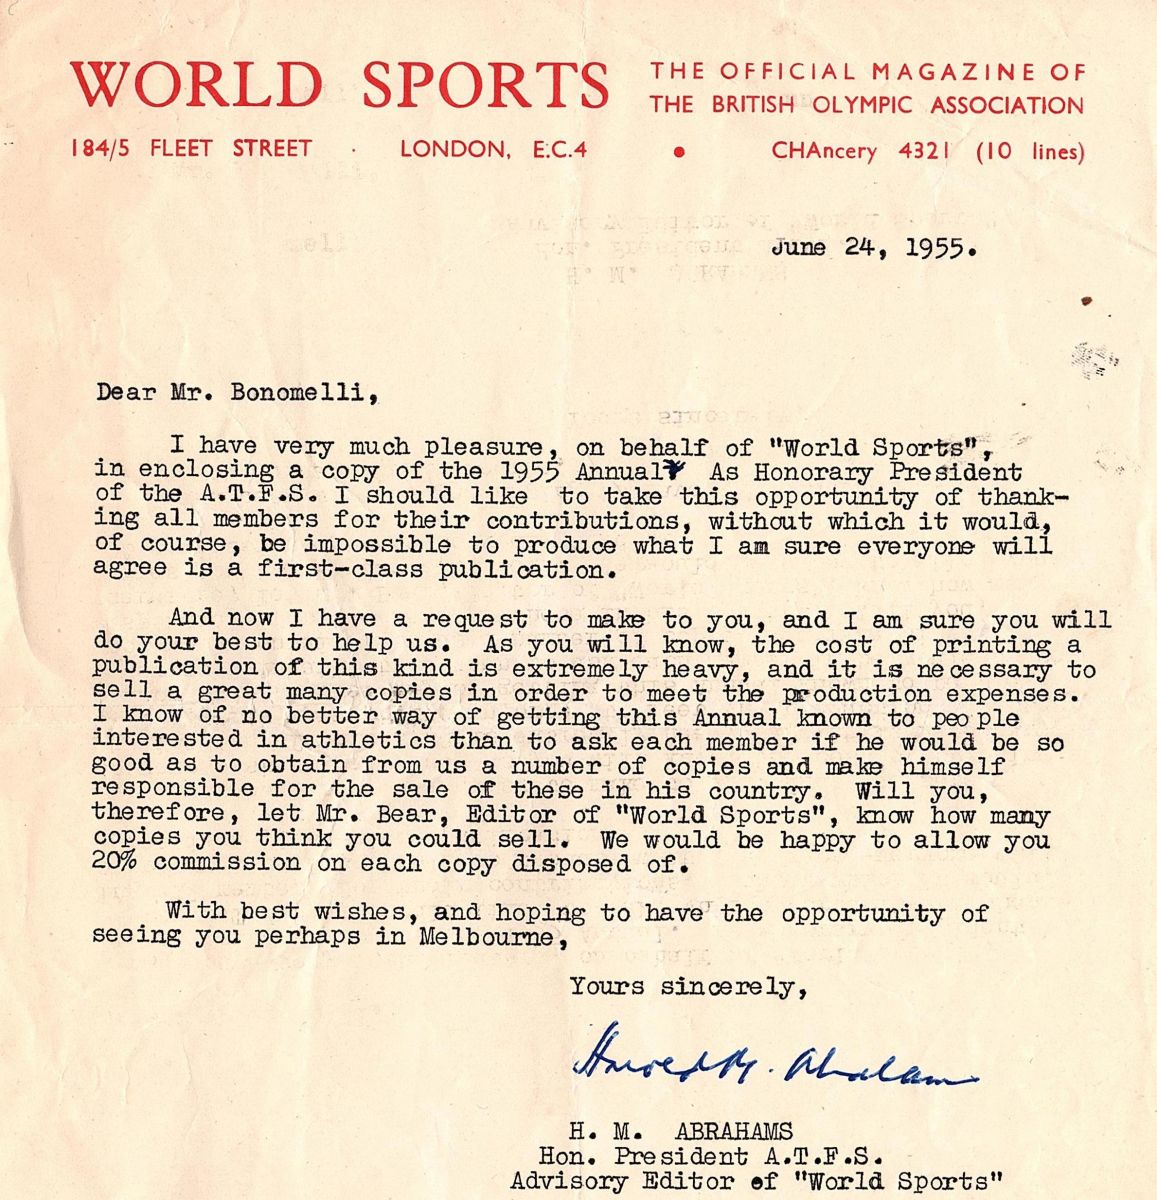 WORLD SPORTS
THE OFFICIAL MAGAZINE OF
THE BRITISH OLYMPIC ASSOCIATION
184/5 FLEET STREET · LONDON, E.C.4 • CHAncery 4321 (10 lines)
June 24, 1955.
Dear Mr. Bonomelli,
I have very much pleasure, on behalf of "World Sports",
in enclosing a copy of the 1955 Annual. As Honorary President
of the A.T.F.S. I should like to take this opportunity of thank-
ing all members for their contributions, without which it would,
of course, be impossible to produce what I am sure everyone will
agree is a first-class publication.
And now I have a request to make to you, and I am sure you will
do your best to help us. As you will know, the cost of printing a
publication of this kind is extremely heavy, and it is necessary to
sell a great many copies in order to meet the production expenses.
I know of no better way of getting this Annual known to people
interested in athletics than to ask each member if he would be so
good as to obtain from us a number of copies and make himself
responsible for the sale of these in his country. Will you,
therefore, let Mr. Bear, Editor of "World Sports", know how many
copies you think you could sell. We would be happy to allow you
20% commission on each copy disposed of.
With best wishes, and hoping to have the opportunity of
seeing you perhaps in Melbourne,
Yours sincerely,
Harold M. Abrahams
H. M. ABRAHAMS
Hon. President A.T.F.S.
Advisory Editor of "World Sports"